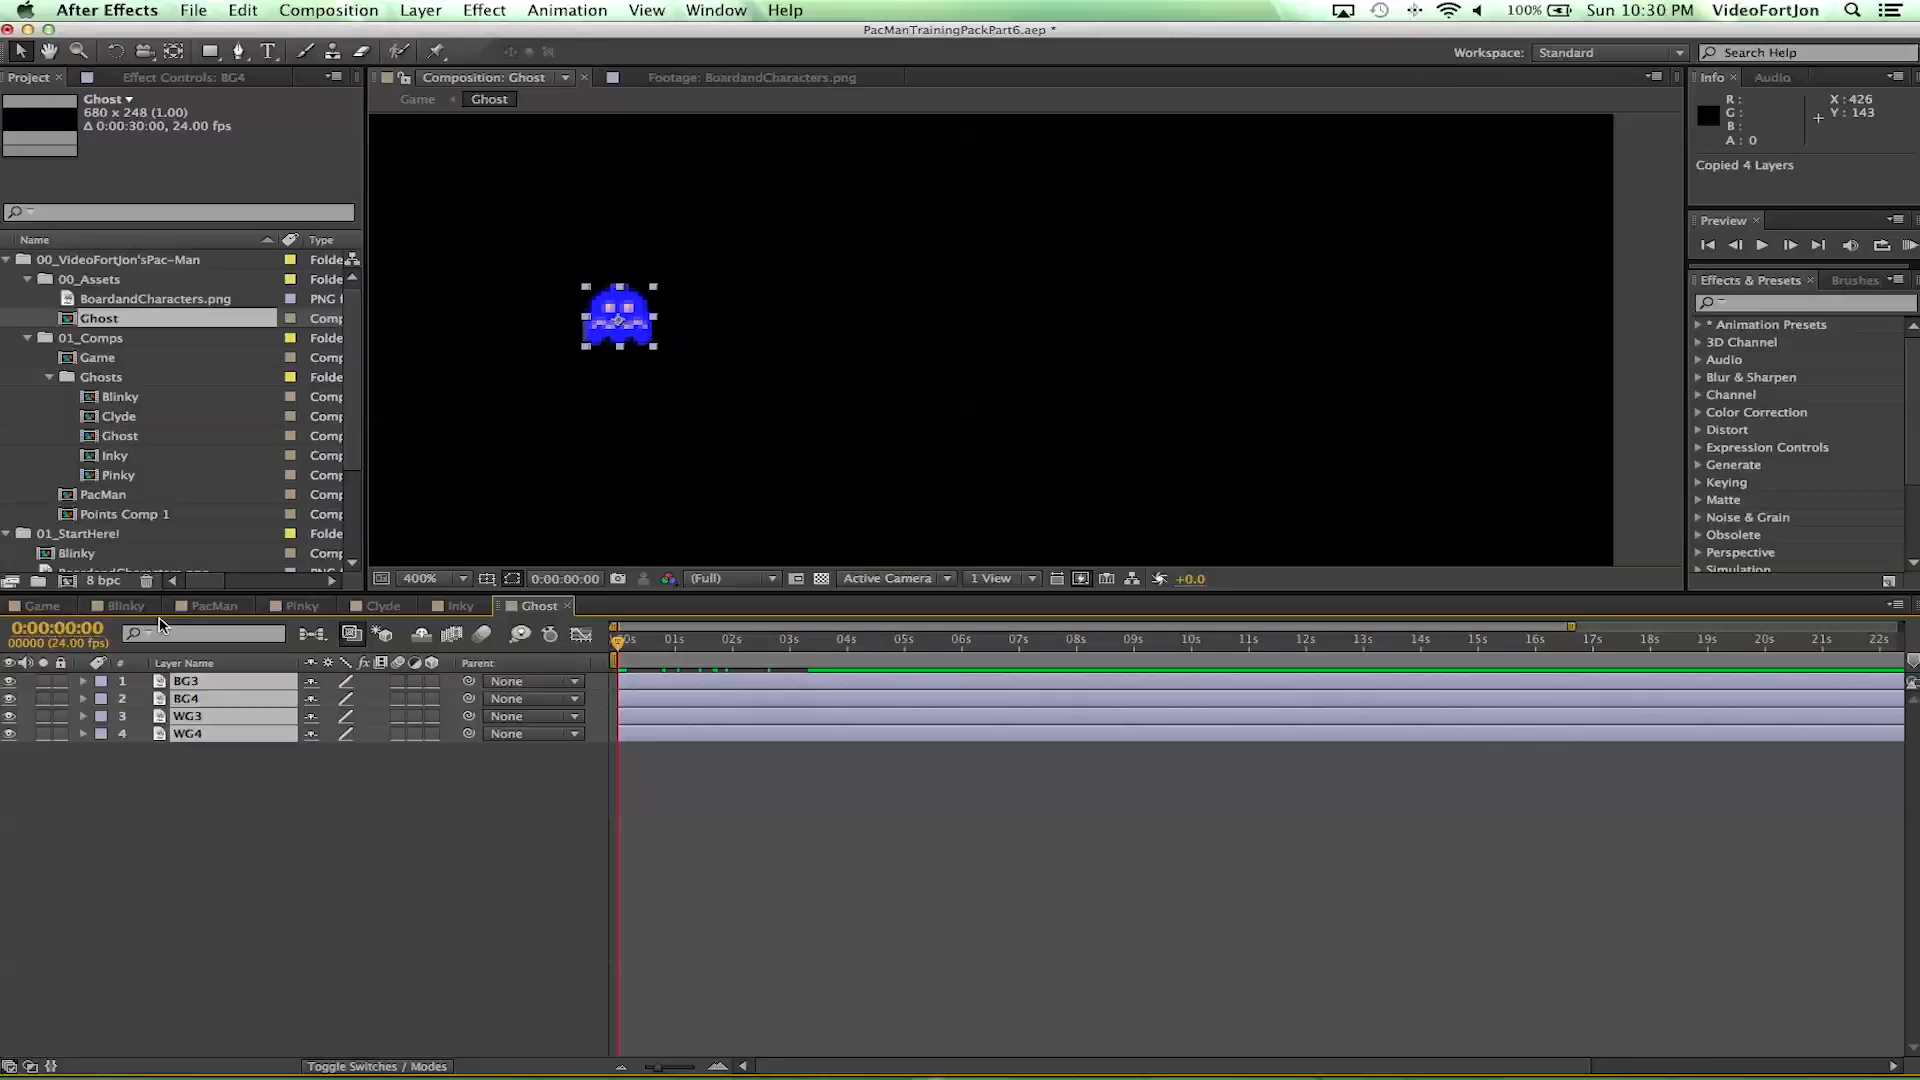 After Effects File Edit Composition Layer Effect Animation View Window Help 100% Sun 10:30 PM VideoFortJon
PacManTrainingPackPart6.aep *
Workspace: Standard Search Help
Project Effect Controls: BG4 Composition: Ghost Footage: BoardandCharacters.png Info Audio
Ghost
680 x 248 (1.00)
Δ 0:00:30:00, 24.00 fps
Game Ghost
R:
G:
B:
A: 0
X: 426
Y: 143
Copied 4 Layers
Preview
Effects & Presets Brushes
* Animation Presets
3D Channel
Audio
Blur & Sharpen
Channel
Color Correction
Distort
Expression Controls
Generate
Keying
Matte
Noise & Grain
Obsolete
Perspective
Simulation
Name Type
00_VideoFortJon'sPac-Man Folde
00_Assets Folde
BoardandCharacters.png PNG f
Ghost Comp
01_Comps Folde
Game Comp
Ghosts Folde
Blinky Comp
Clyde Comp
Ghost Comp
Inky Comp
Pinky Comp
PacMan Comp
Points Comp 1 Comp
01_StartHere! Folde
Blinky Comp
8 bpc
400% 0:00:00:00 (Full) Active Camera 1 View +0.0
Game Blinky PacMan Pinky Clyde Inky Ghost
0:00:00:00
00000 (24.00 fps)
00s 01s 02s 03s 04s 05s 06s 07s 08s 09s 10s 11s 12s 13s 14s 15s 16s 17s 18s 19s 20s 21s 22s
# Layer Name fx Parent
1 BG3 None
2 BG4 None
3 WG3 None
4 WG4 None
Toggle Switches / Modes